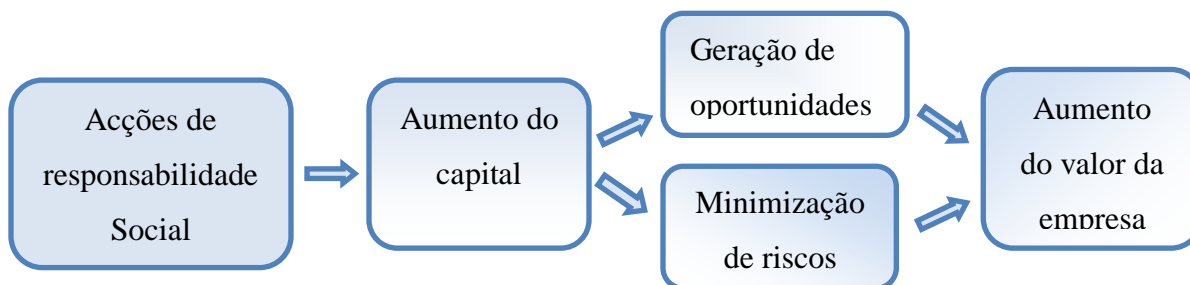 Acções de
responsabilidade
Social
Aumento do
capital
Geração de
oportunidades
Minimização
de riscos
Aumento
do valor da
empresa